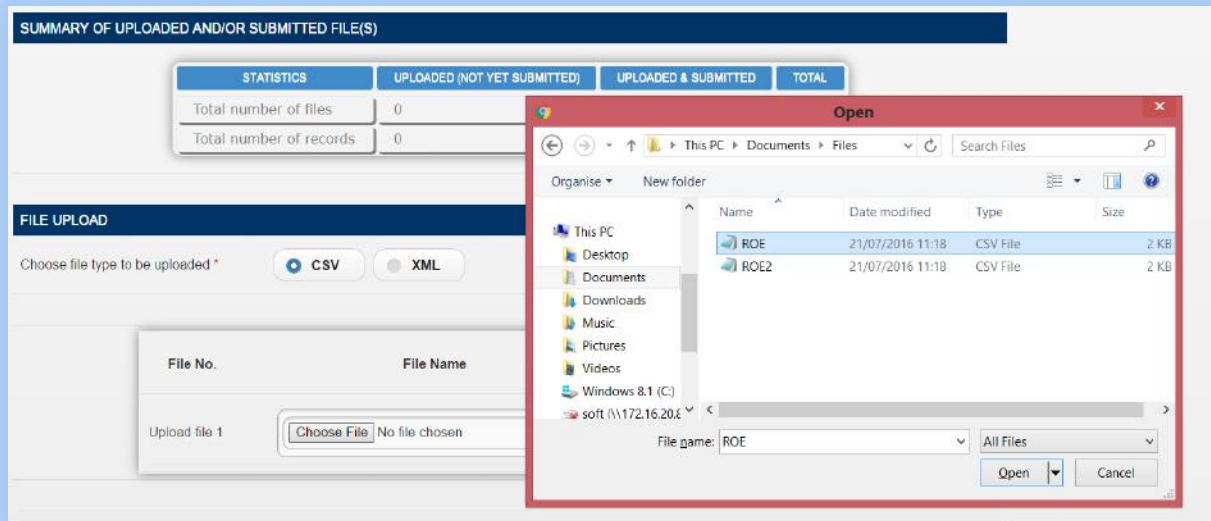 SUMMARY OF UPLOADED AND/OR SUBMITTED FILE(S)
STATISTICS UPLOADED (NOT YET SUBMITTED) UPLOADED & SUBMITTED TOTAL
Total number of files 0
Total number of records 0
FILE UPLOAD
Choose file type to be uploaded * CSV XML
File No. File Name
Upload file 1 Choose File No file chosen
Open
This PC Documents Files Search Files
Organise New folder
Name Date modified Type Size
This PC
Desktop
Documents
Downloads
Music
Pictures
Videos
Windows 8.1 (C:)
soft (\\172.16.20.
ROE 21/07/2016 11:18 CSV File 2 KB
ROE2 21/07/2016 11:18 CSV File 2 KB
File name: ROE All Files
Open Cancel